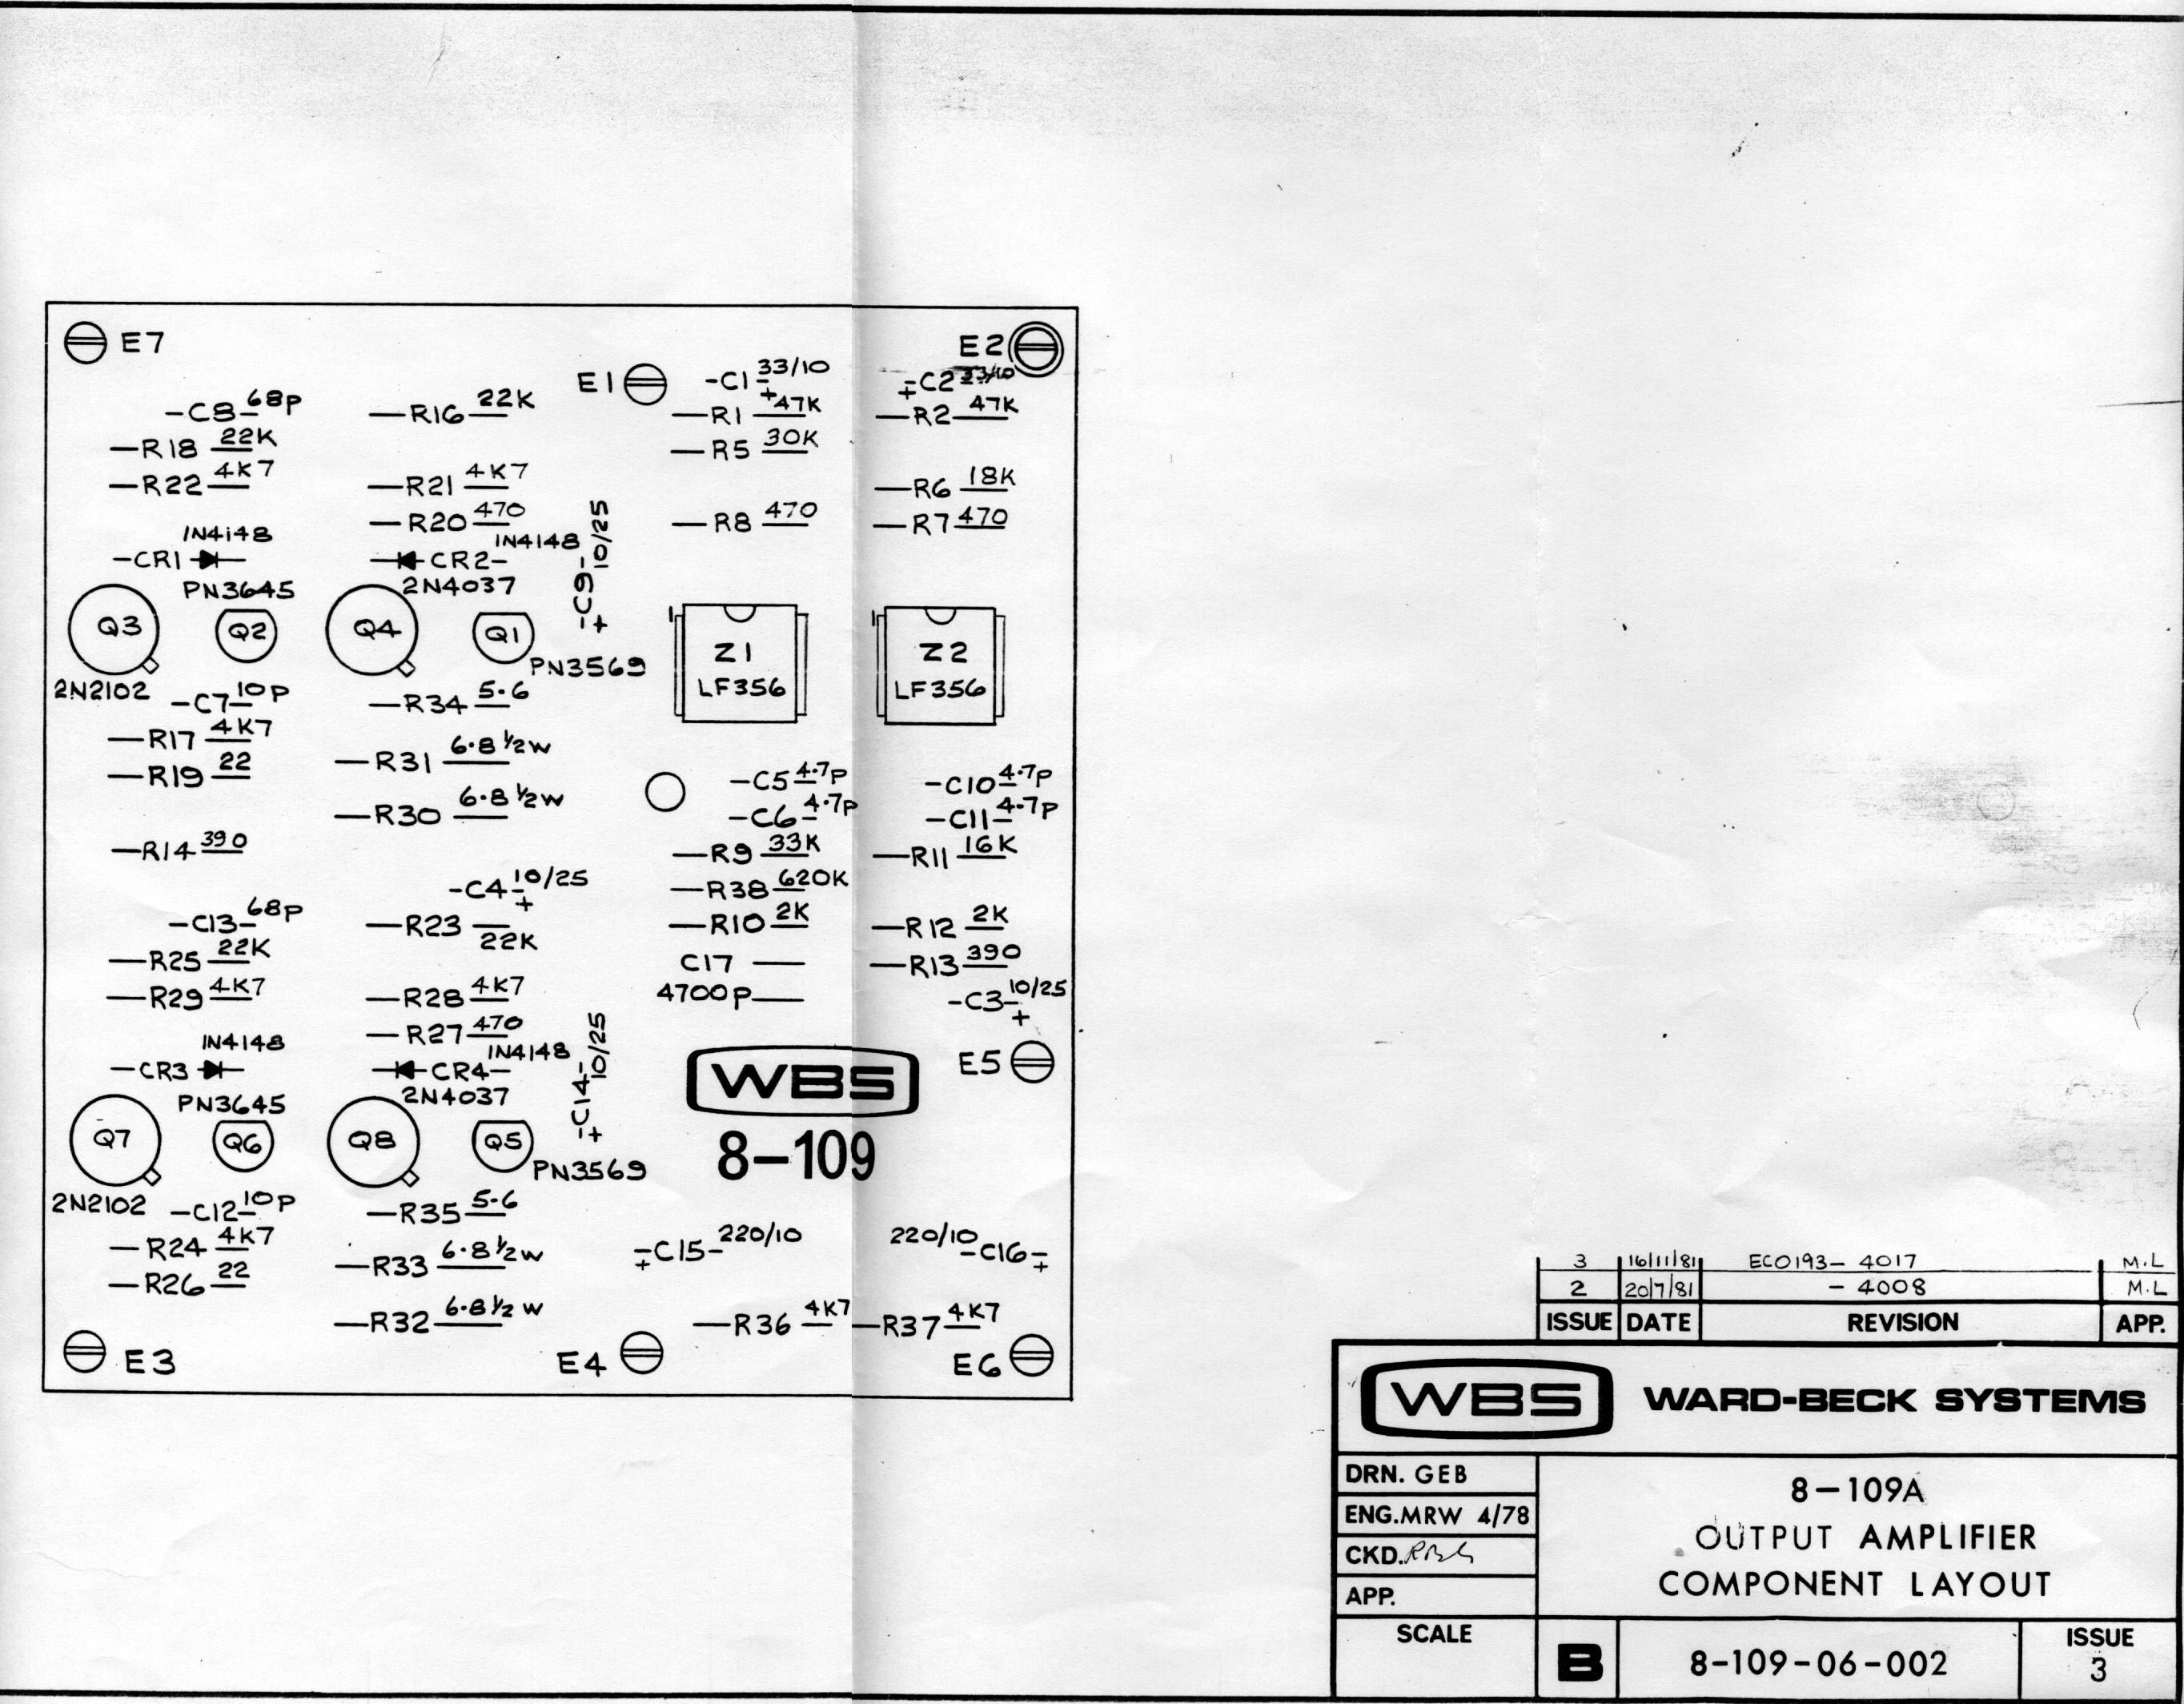 E7
E2
E1
-C1- 33/10 +
-C2 33/10 +
-C8- 68P
R16 22K
R1 47K
R2 47K
R18 22K
R5 30K
R22 4K7
R21 4K7
R6 18K
R20 470
R8 470
R7 470
1N4148
-CR1
1N4148
CR2-
-C9- + 10/25
PN3645
2N4037
Q3
Q2
Q4
Q1
2N2102
PN3569
Z1
LF356
Z2
LF356
-C7- 10P
R34 5.6
R17 4K7
R31 6.8 ½W
R19 22
-C5- 4.7P
-C10- 4.7P
R30 6.8 ½W
-C6- 4.7P
-C11- 4.7P
R14 390
R9 33K
R11 16K
-C4- 10/25 +
R38 620K
-C13- 68P
R23 22K
R10 2K
R12 2K
R25 22K
C17
4700P
R13 390
R29 4K7
R28 4K7
-C3- 10/25 +
R27 470
1N4148
-CR3
1N4148
CR4-
-C14- + 10/25
E5
WBS
8-109
PN3645
2N4037
Q7
Q6
Q8
Q5
2N2102
PN3569
-C12- 10P
R35 5.6
R24 4K7
R33 6.8 ½W
-C15- 220/10 +
220/10 -C16- +
R26 22
R32 6.8 ½W
R36 4K7
R37 4K7
E3
E4
E6
3 16/11/81 ECO193- 4017 M.L
2 20/7/81 - 4008 M.L
ISSUE DATE REVISION APP.
WBS WARD-BECK SYSTEMS
DRN. GEB
ENG. MRW 4/78
CKD.
APP.
8-109A
OUTPUT AMPLIFIER
COMPONENT LAYOUT
SCALE
B
8-109-06-002
ISSUE
3